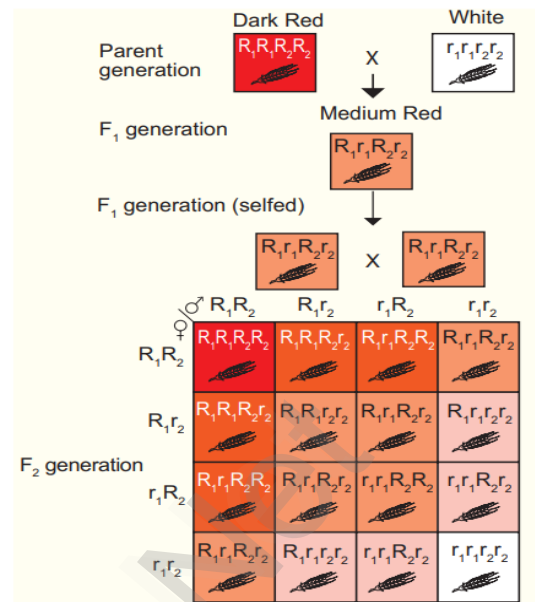 Dark Red White
Parent generation R₁R₁R₂R₂ X r₁r₁r₂r₂
Medium Red
F₁ generation R₁r₁R₂r₂
F₁ generation (selfed)
R₁r₁R₂r₂ X R₁r₁R₂r₂
♂ R₁R₂ R₁r₂ r₁R₂ r₁r₂
♀
R₁R₂ R₁R₁R₂R₂ R₁R₁R₂r₂ R₁r₁R₂R₂ R₁r₁R₂r₂
R₁r₂ R₁R₁R₂r₂ R₁R₁r₂r₂ R₁r₁R₂r₂ R₁r₁r₂r₂
F₂ generation
r₁R₂ R₁r₁R₂R₂ R₁r₁R₂r₂ r₁r₁R₂R₂ r₁r₁R₂r₂
r₁r₂ R₁r₁R₂r₂ R₁r₁r₂r₂ r₁r₁R₂r₂ r₁r₁r₂r₂